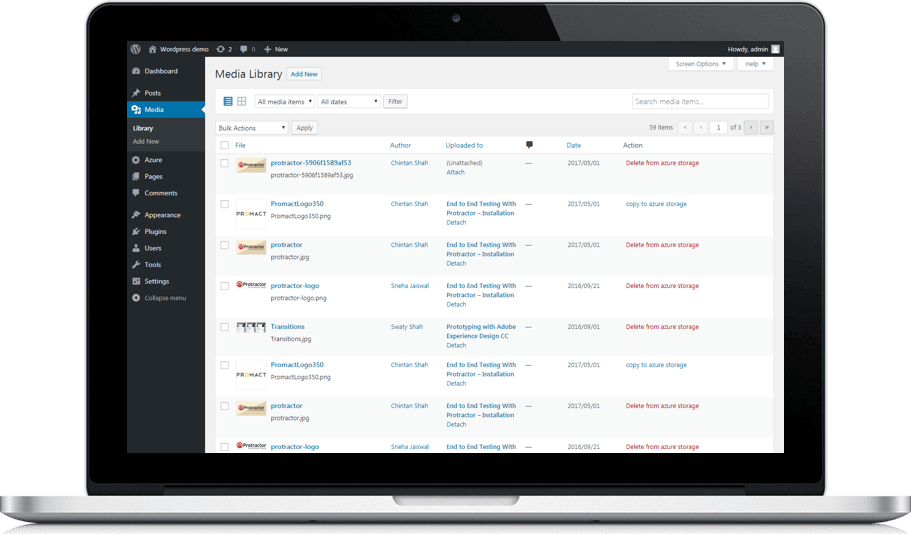 Wordpress demo 2 0 New Howdy, admin
Dashboard
Posts
Media
Library
Add New
Azure
Pages
Comments
Appearance
Plugins
Users
Tools
Settings
Collapse menu
Screen Options Help
Media Library Add New
All media items All dates Filter Search media items...
Bulk Actions Apply 59 items « ‹ 1 of 3 › »
File Author Uploaded to Date Action
Protractor protractor-5906f1589af53 Chintan Shah (Unattached) — 2017/05/01 Delete from azure storage
protractor-5906f1589af53.jpg Attach
PROMACT PromactLogo350 Chintan Shah End to End Testing With — 2017/05/01 copy to azure storage
PromactLogo350.png Protractor – Installation
Detach
Protractor protractor Chintan Shah End to End Testing With — 2017/05/01 Delete from azure storage
protractor.jpg Protractor – Installation
Detach
Protractor protractor-logo Sneha Jaiswal End to End Testing With — 2016/09/21 Delete from azure storage
protractor-logo.png Protractor – Installation
Detach
Transitions Swaty Shah Prototyping with Adobe — 2016/09/01 Delete from azure storage
Transitions.jpg Experience Design CC
Detach
PROMACT PromactLogo350 Chintan Shah End to End Testing With — 2017/05/01 copy to azure storage
PromactLogo350.png Protractor – Installation
Detach
Protractor protractor Chintan Shah End to End Testing With — 2017/05/01 Delete from azure storage
protractor.jpg Protractor – Installation
Detach
Protractor protractor-logo Sneha Jaiswal End to End Testing With — 2016/09/21 Delete from azure storage